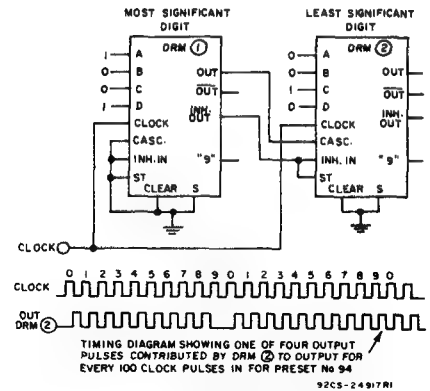 MOST SIGNIFICANT DIGIT
LEAST SIGNIFICANT DIGIT
DRM 1
1 A
0 B
0 C
1 D
CLOCK
CASC.
INH. IN
ST
CLEAR S
OUT
OUT
INH. OUT
"9"
DRM 2
0 A
0 B
1 C
0 D
CLOCK
CASC.
INH. IN
ST
CLEAR S
OUT
OUT
INH. OUT
"9"
CLOCK
0 1 2 3 4 5 6 7 8 9 0 1 2 3 4 5 6 7 8 9 0
CLOCK
OUT
DRM 2
TIMING DIAGRAM SHOWING ONE OF FOUR OUTPUT
PULSES CONTRIBUTED BY DRM 2 TO OUTPUT FOR
EVERY 100 CLOCK PULSES IN FOR PRESET No 94
92CS-24917R1